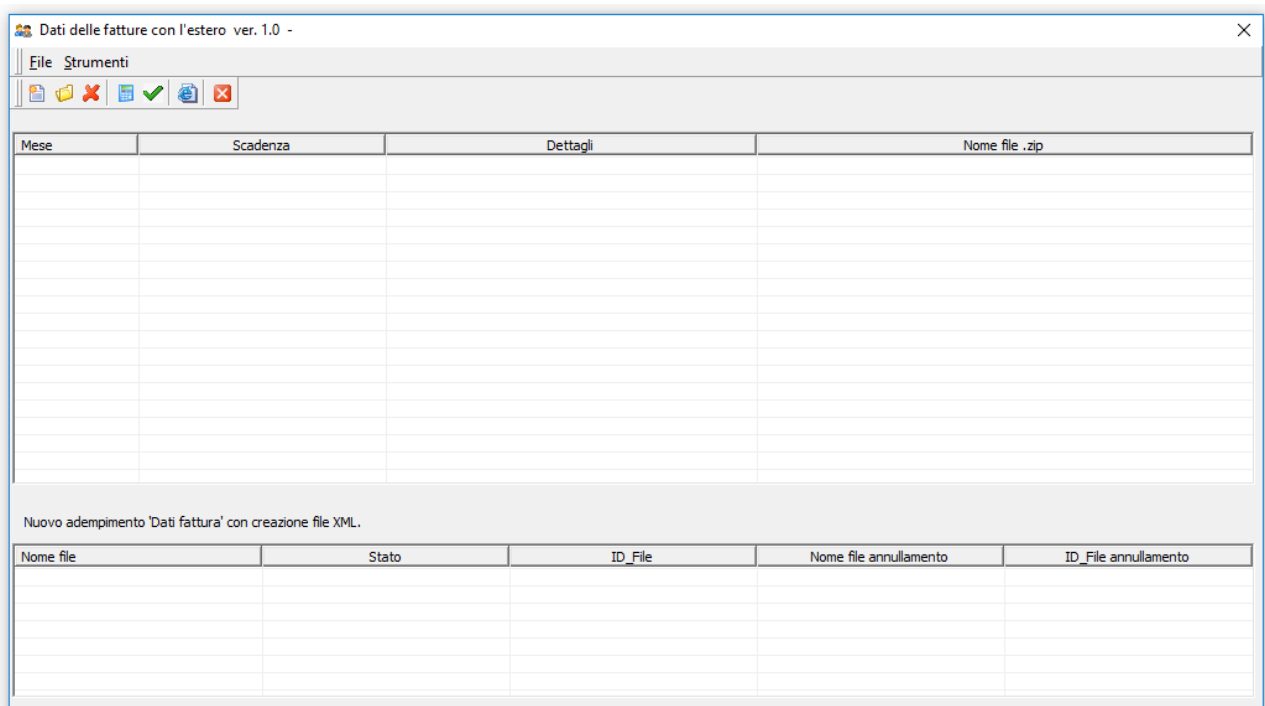 Dati delle fatture con l'estero ver. 1.0 -
File Strumenti
Mese Scadenza Dettagli Nome file .zip
Nuovo adempimento 'Dati fattura' con creazione file XML.
Nome file Stato ID_File Nome file annullamento ID_File annullamento